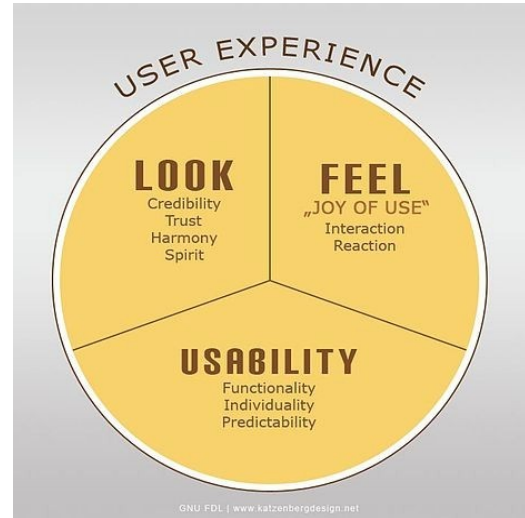 USER EXPERIENCE
LOOK
Credibility
Trust
Harmony
Spirit
FEEL
„JOY OF USE“
Interaction
Reaction
USABILITY
Functionality
Individuality
Predictability
GNU FDL | www.katzenbergdesign.net